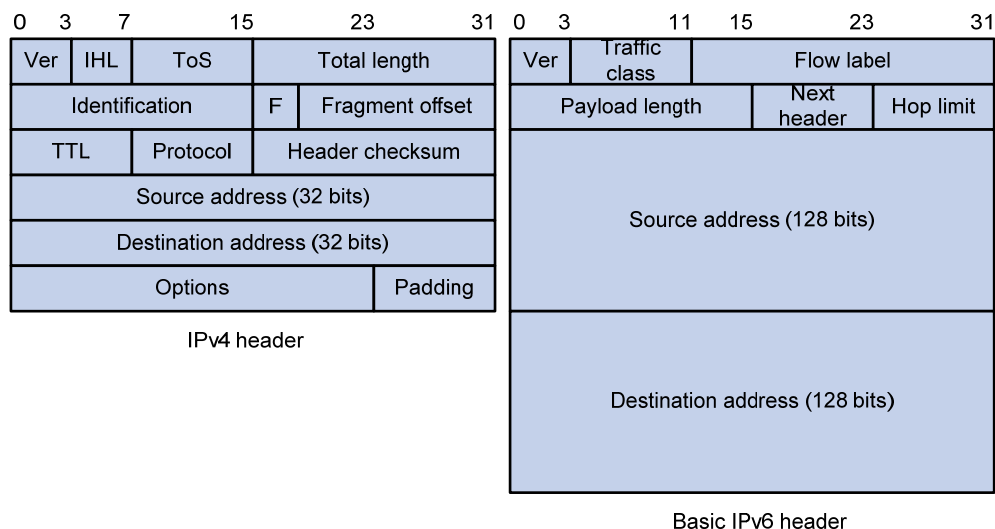 0 3 7 15 23 31
Ver IHL ToS Total length
Identification F Fragment offset
TTL Protocol Header checksum
Source address (32 bits)
Destination address (32 bits)
Options Padding
IPv4 header
0 3 11 15 23 31
Ver Traffic class Flow label
Payload length Next header Hop limit
Source address (128 bits)
Destination address (128 bits)
Basic IPv6 header